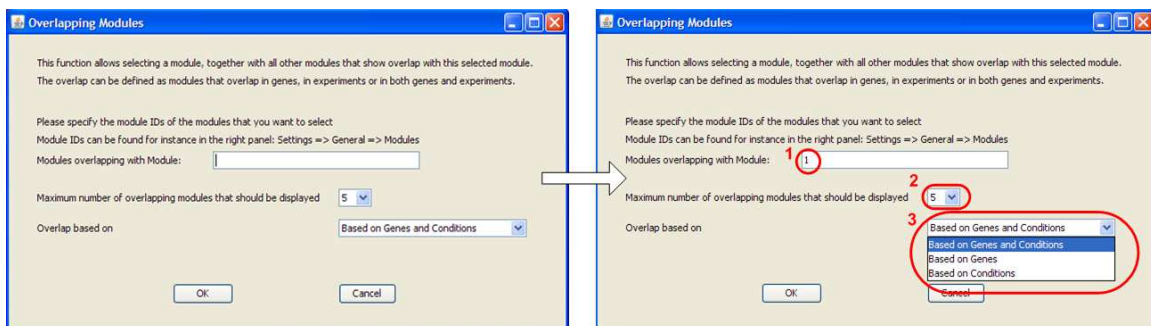 Overlapping Modules
This function allows selecting a module, together with all other modules that show overlap with this selected module.
The overlap can be defined as modules that overlap in genes, in experiments or in both genes and experiments.
Please specify the module IDs of the modules that you want to select
Module IDs can be found for instance in the right panel: Settings => General => Modules
Modules overlapping with Module:
Maximum number of overlapping modules that should be displayed 5
Overlap based on Based on Genes and Conditions
OK Cancel
Overlapping Modules
This function allows selecting a module, together with all other modules that show overlap with this selected module.
The overlap can be defined as modules that overlap in genes, in experiments or in both genes and experiments.
Please specify the module IDs of the modules that you want to select
Module IDs can be found for instance in the right panel: Settings => General => Modules
Modules overlapping with Module: 1 1
2
Maximum number of overlapping modules that should be displayed 5
3
Overlap based on Based on Genes and Conditions
Based on Genes and Conditions
Based on Genes
Based on Conditions
OK Cancel